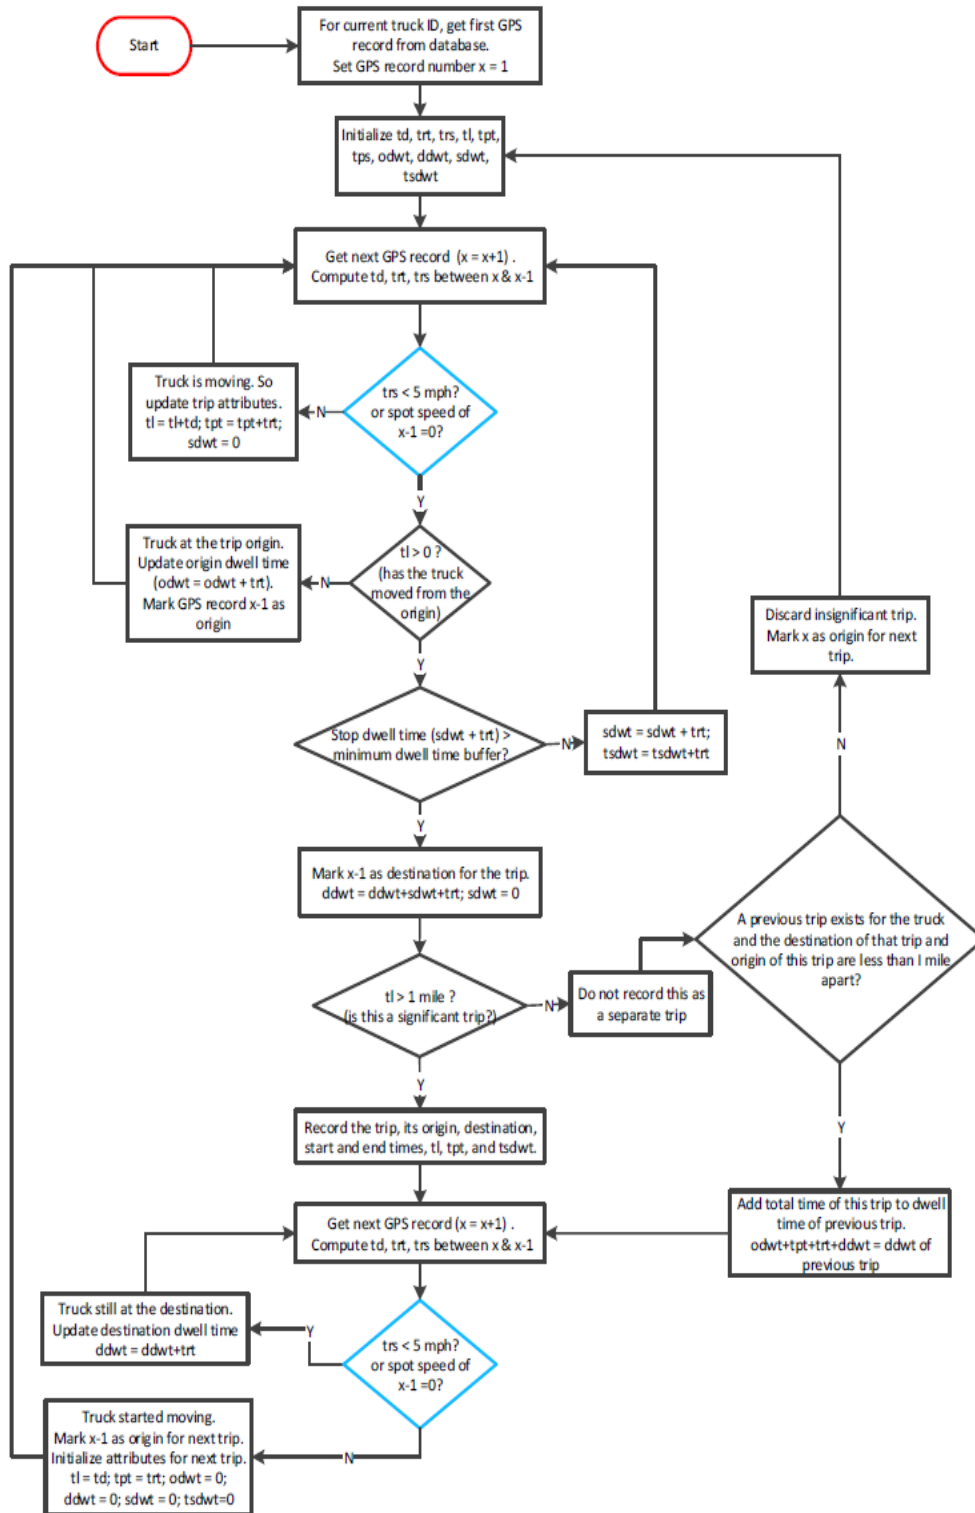 Start
For current truck ID, get first GPS
record from database.
Set GPS record number x = 1
Initialize td, trt, trs, tl, tpt,
tps, odwt, ddwt, sdwt,
tsdwt
Get next GPS record (x = x+1) .
Compute td, trt, trs between x & x-1
Truck is moving. So
update trip attributes.
tl = tl+td; tpt = tpt+trt;
sdwt = 0
N
trs < 5 mph?
or spot speed of
x-1 =0?
Y
Truck at the trip origin.
Update origin dwell time
(odwt = odwt + trt).
Mark GPS record x-1 as
origin
N
tl > 0 ?
(has the truck
moved from the
origin)
Y
Discard insignificant trip.
Mark x as origin for next
trip.
Stop dwell time (sdwt + trt) >
minimum dwell time buffer?
N
sdwt = sdwt + trt;
tsdwt = tsdwt+trt
N
Y
Mark x-1 as destination for the trip.
ddwt = ddwt+sdwt+trt; sdwt = 0
A previous trip exists for the truck
and the destination of that trip and
origin of this trip are less than I mile
apart?
tl > 1 mile ?
(is this a significant trip?)
N
Do not record this as
a separate trip
Y
Y
Record the trip, its origin, destination,
start and end times, tl, tpt, and tsdwt.
Get next GPS record (x = x+1) .
Compute td, trt, trs between x & x-1
Add total time of this trip to dwell
time of previous trip.
odwt+tpt+trt+ddwt = ddwt of
previous trip
Truck still at the destination.
Update destination dwell time
ddwt = ddwt+trt
Y
trs < 5 mph?
or spot speed of
x-1 =0?
Truck started moving.
Mark x-1 as origin for next trip.
Initialize attributes for next trip.
tl = td; tpt = trt; odwt = 0;
ddwt = 0; sdwt = 0; tsdwt=0
N